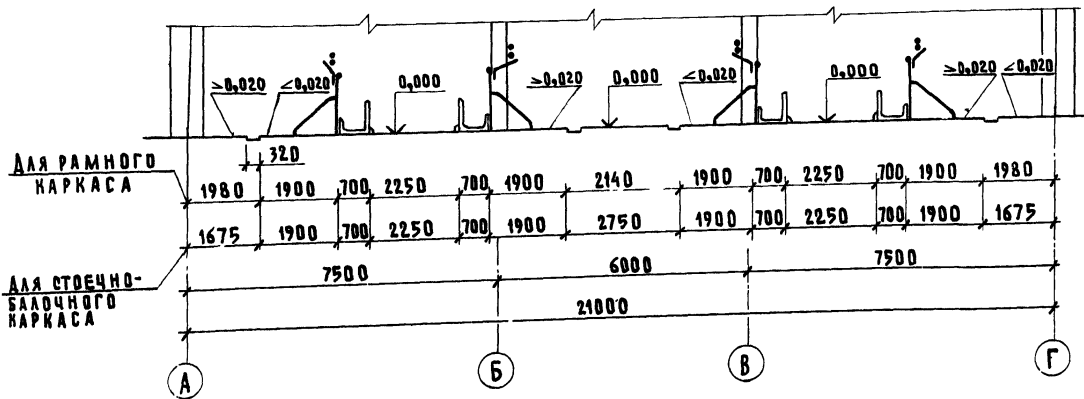 ≥0,020 ≤0,020 0,000 ≥0,020 0,000 ≤0,020 0,000 ≥0,020 ≤0,020
320
ДЛЯ РАМНОГО
КАРКАСА
1980 1900 700 2250 700 1900 2140 1900 700 2250 700 1900 1980
1675 1900 700 2250 700 1900 2750 1900 700 2250 700 1900 1675
ДЛЯ СТОЕЧНО-
БАЛОЧНОГО
КАРКАСА
7500 6000 7500
21000
А Б В Г